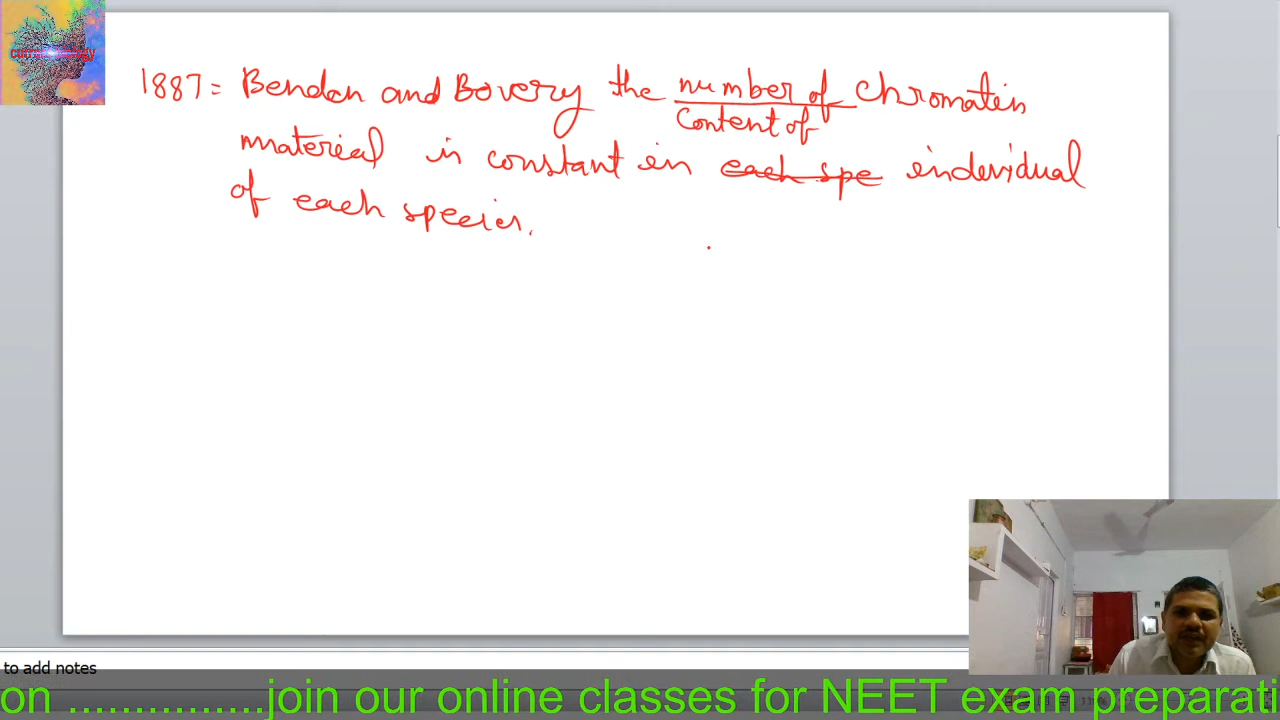 1887= Bendan and Bovery the number of chromatin
Content of
material is constant in each spe individual
of each species.
to add notes
on ...............join our online classes for NEET exam preparati